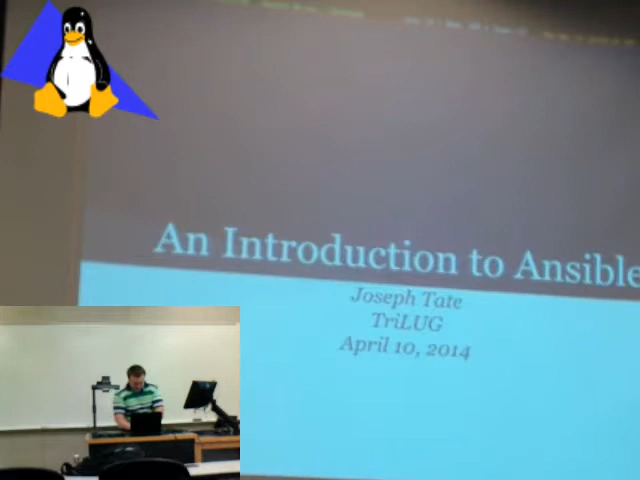 An Introduction to Ansible
Joseph Tate
TriLUG
April 10, 2014